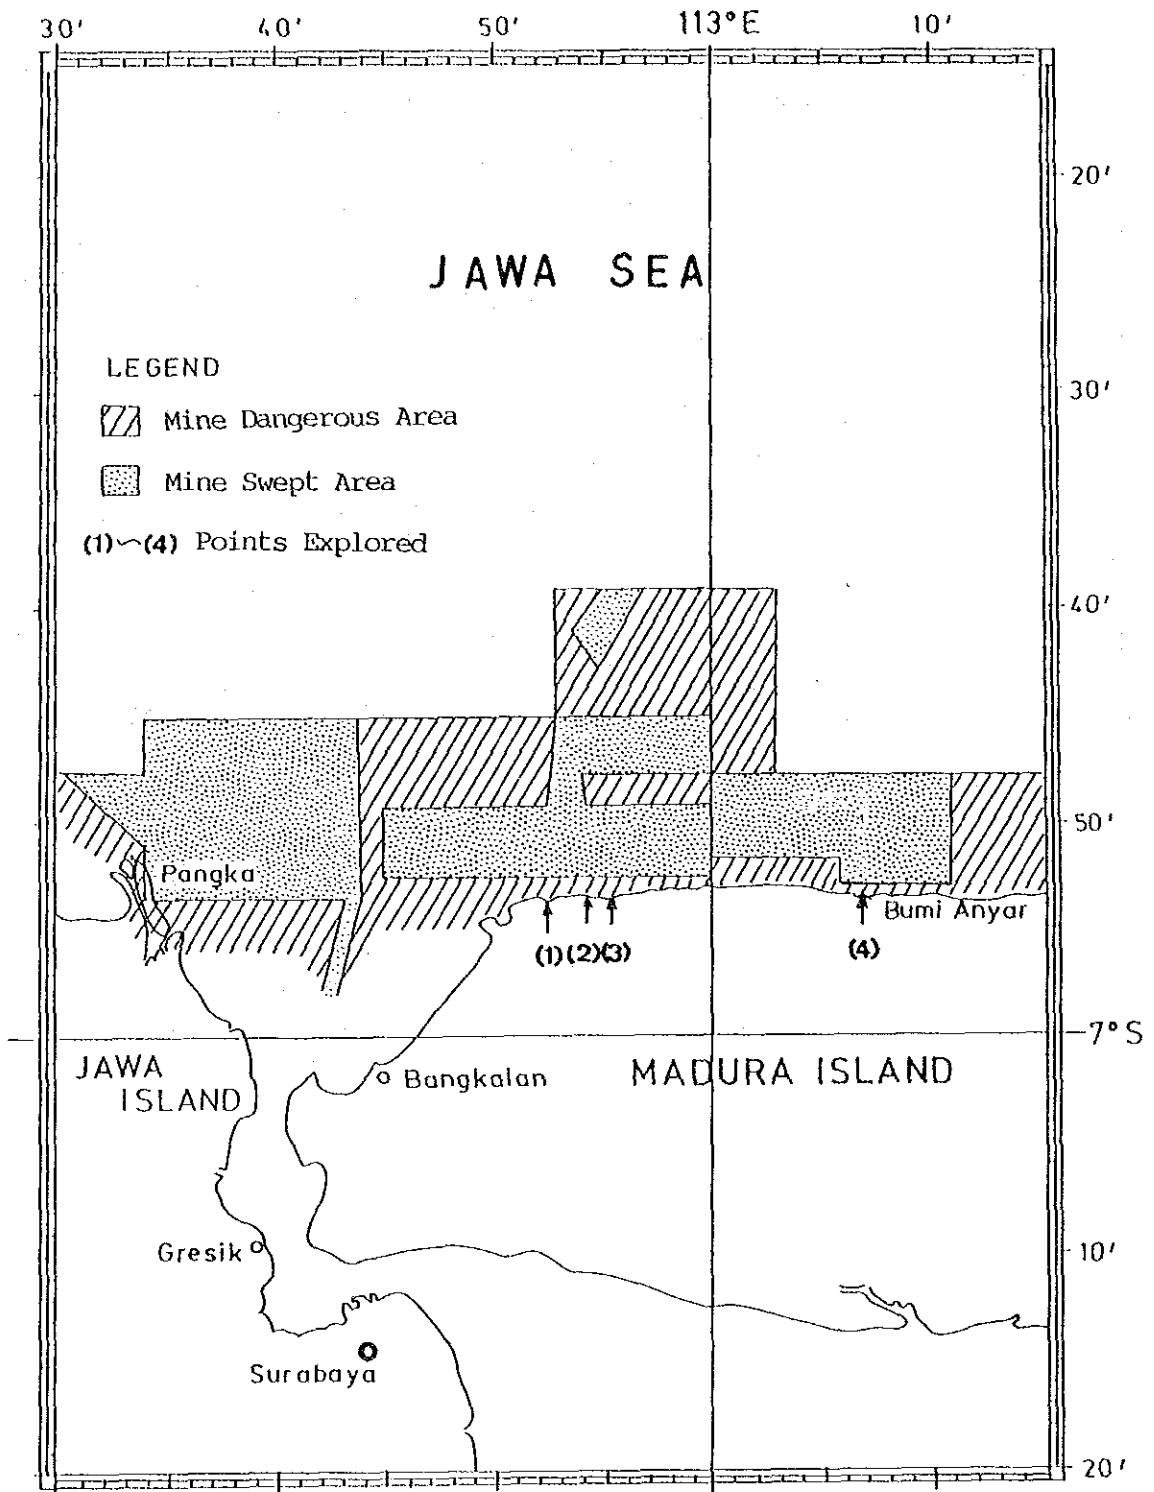 30' 40' 50' 113°E 10'
20'
JAWA SEA
30'
LEGEND
Mine Dangerous Area
Mine Swept Area
(1)~(4) Points Explored
40'
50'
Pangka
Bumi Anyar
(1) (2) (3) (4)
7°S
JAWA ISLAND
MADURA ISLAND
Bangkalan
Gresik
10'
Surabaya
20'